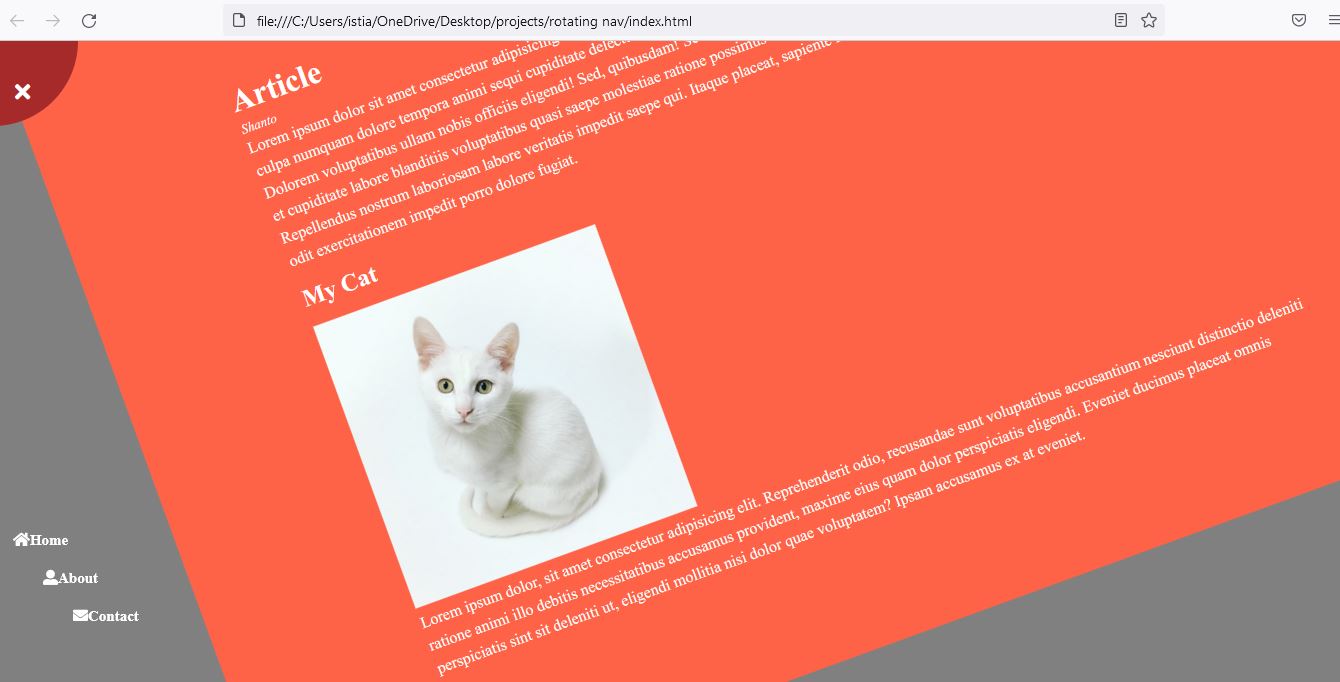 file:///C:/Users/istia/OneDrive/Desktop/projects/rotating nav/index.html
Article
Shanto
Lorem ipsum dolor sit amet consectetur adipisicing
culpa numquam dolore tempora animi sequi cupiditate
Dolorem voluptatibus ullam nobis officiis eligendi! Sed, quibusdam!
et cupiditate labore blanditiis voluptatibus quasi saepe molestiae ratione possimus
Repellendus nostrum laboriosam labore veritatis impedit saepe qui. Itaque placeat, sapiente
odit exercitationem impedit porro dolore fugiat.
My Cat
Lorem ipsum dolor, sit amet consectetur adipisicing elit. Reprehenderit odio, recusandae sunt voluptatibus accusantium nesciunt distinctio deleniti
ratione animi illo debitis necessitatibus accusamus provident, maxime eius quam dolor perspiciatis eligendi. Eveniet ducimus placeat omnis
perspiciatis sint sit deleniti ut, eligendi mollitia nisi dolor quae voluptatem? Ipsam accusamus ex at eveniet.
Home
About
Contact